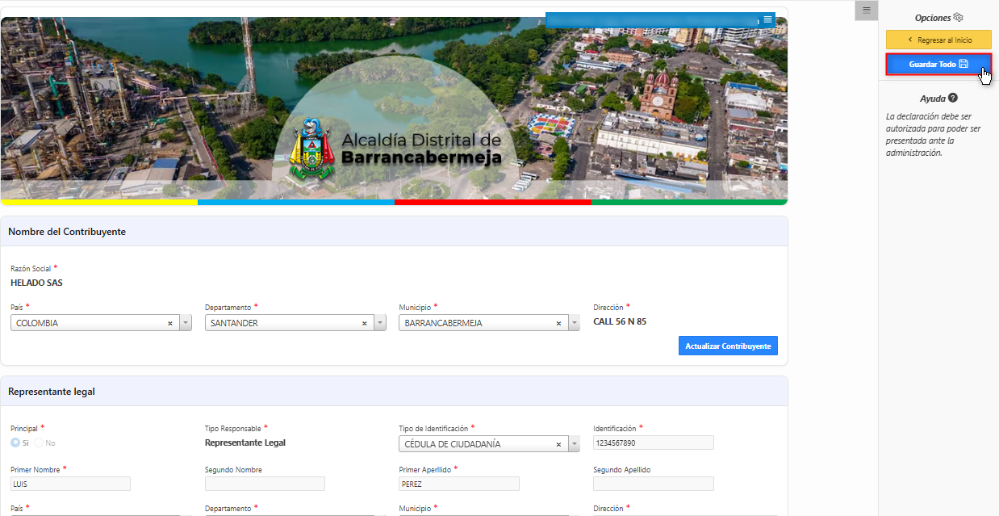 Alcaldía Distrital de
Barrancabermeja
Opciones
Regresar al Inicio
Guardar Todo
Ayuda
La declaración debe ser
autorizada para poder ser
presentada ante la
administración.
Nombre del Contribuyente
Razón Social *
HELADO SAS
País * Departamento * Municipio * Dirección *
COLOMBIA × SANTANDER × BARRANCABERMEJA × CALL 56 N 85
Actualizar Contribuyente
Representante legal
Principal * Tipo Responsable * Tipo de Identificación * Identificación *
Si No Representante Legal CÉDULA DE CIUDADANÍA × 1234567890
Primer Nombre * Segundo Nombre Primer Aperllido * Segundo Apellido
LUIS PEREZ
País * Departamento * Municipio * Dirección *